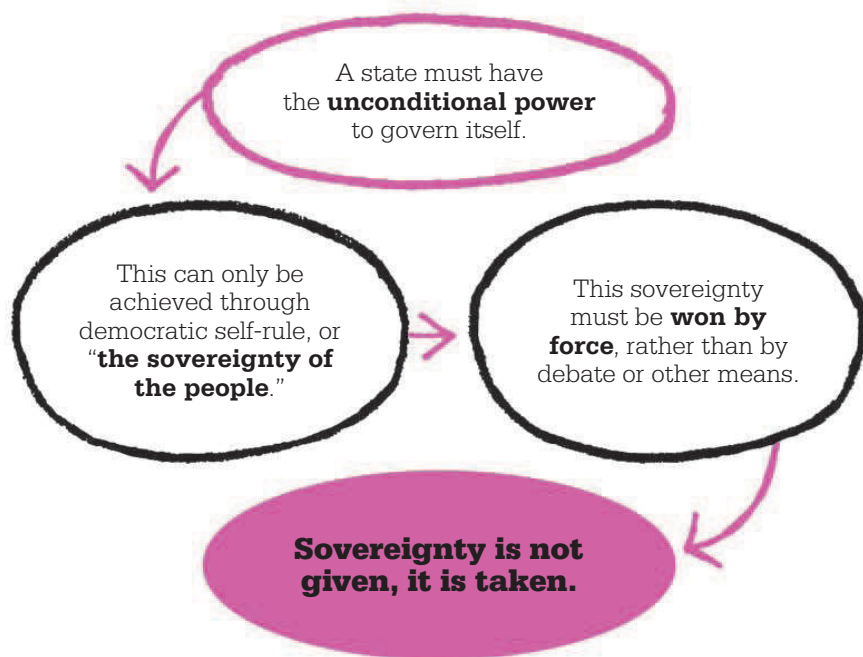 A state must have
the unconditional power
to govern itself.
This can only be
achieved through
democratic self-rule, or
“the sovereignty of
the people.”
This sovereignty
must be won by
force, rather than by
debate or other means.
Sovereignty is not
given, it is taken.